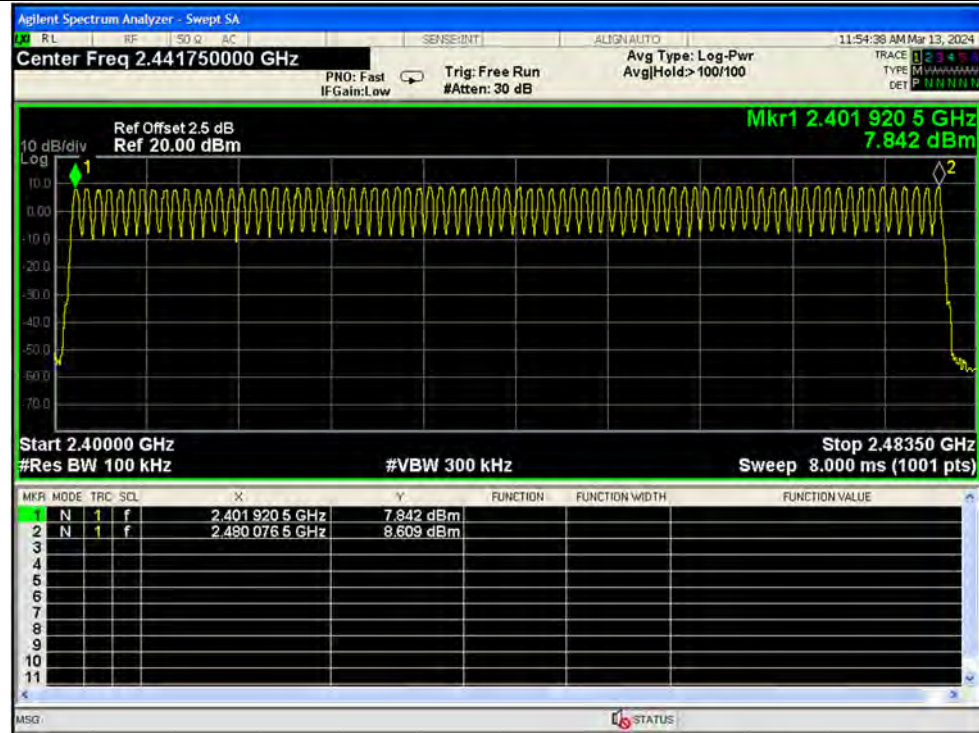 Agilent Spectrum Analyzer - Swept SA
LXI RL RF 50 Ω AC SENSE:INT ALIGN AUTO 11:54:38 AM Mar 13, 2024
Center Freq 2.441750000 GHz
Avg Type: Log-Pwr
TRACE 1 2 3 4 5 6
PNO: Fast Trig: Free Run Avg|Hold:> 100/100
TYPE M
IFGain:Low #Atten: 30 dB
DET P N N N N N
Mkr1 2.401 920 5 GHz
7.842 dBm
Ref Offset 2.5 dB
10 dB/div Ref 20.00 dBm
Log
1
2
10.0
0.00
-10.0
-20.0
-30.0
-40.0
-50.0
-60.0
-70.0
Start 2.40000 GHz Stop 2.48350 GHz
#Res BW 100 kHz #VBW 300 kHz Sweep 8.000 ms (1001 pts)
MKR MODE TRC SCL X Y FUNCTION FUNCTION WIDTH FUNCTION VALUE
1 N 1 f 2.401 920 5 GHz 7.842 dBm
2 N 1 f 2.480 076 5 GHz 8.609 dBm
3
4
5
6
7
8
9
10
11
MSG STATUS